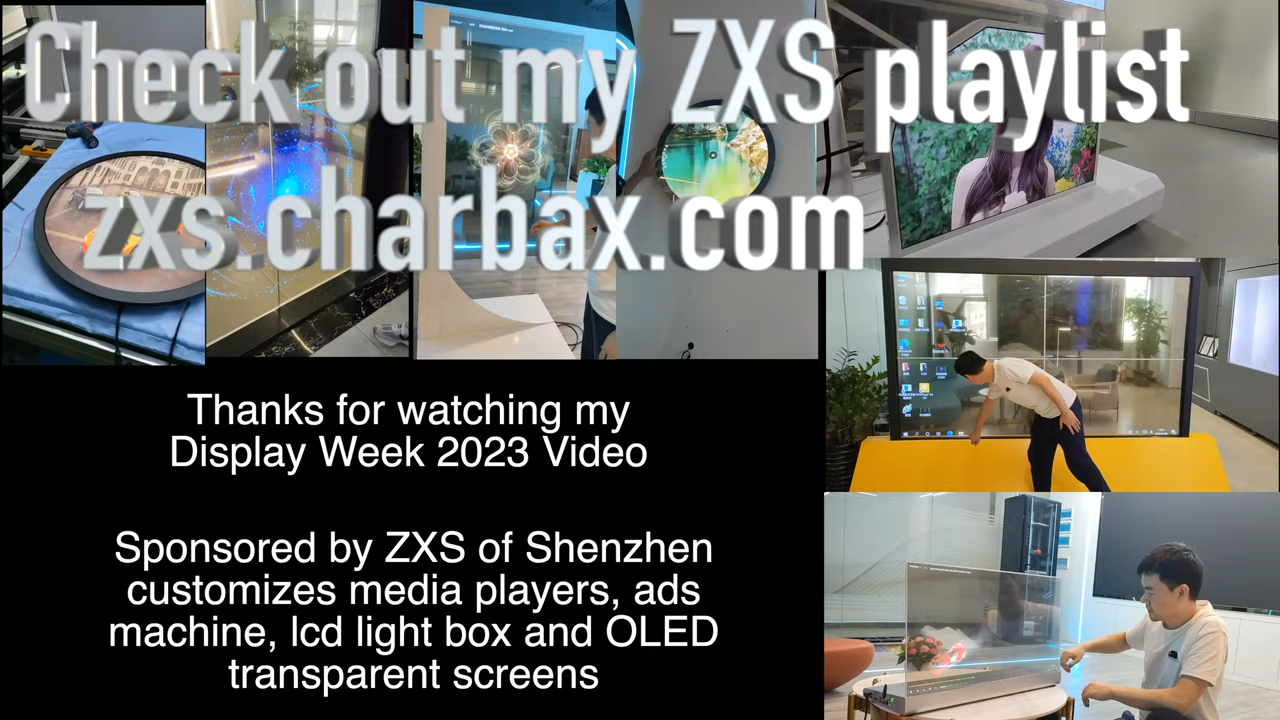 Check out my ZXS playlist
zxs.charbax.com
Thanks for watching my
Display Week 2023 Video
Sponsored by ZXS of Shenzhen
customizes media players, ads
machine, lcd light box and OLED
transparent screens